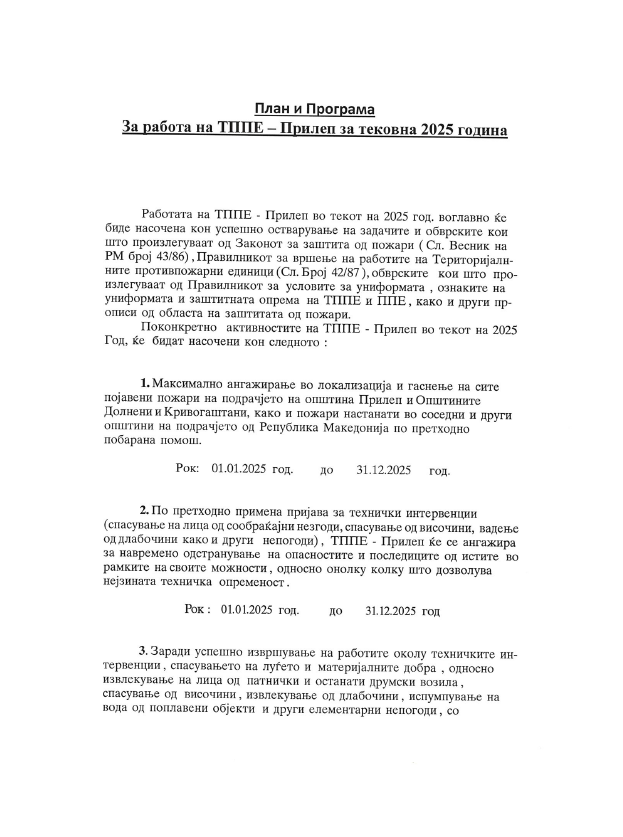 План и Програма
За работа на ТППЕ – Прилеп за тековна 2025 година
Работата на ТППЕ - Прилеп во текот на 2025 год. воглавно ќе
биде насочена кон успешно остварување на задачите и обврските кои
што произлегуваат од Законот за заштита од пожари ( Сл. Весник на
РМ број 43/86) , Правилникот за вршење на работите на Територијалн-
ните противпожарни единици (Сл. Број 42/87 ), обврските кои што про-
излегуваат од Правилникот за условите за униформата , ознаките на
униформата и заштитната опрема на ТППЕ и ППЕ , како и други пр-
описи од областа на заштитата од пожари.
Поконкретно активностите на ТППЕ - Прилеп во текот на 2025
Год, ќе бидат насочени кон следното :
1. Максимално ангажирање во локализација и гаснење на сите
појавени пожари на подрачјето на општина Прилеп и Општините
Долнени и Кривогаштани, како и пожари настанати во соседни и други
општини на подрачјето од Република Македонија по претходно
побарана помош.
Рок: 01.01.2025 год. до 31.12.2025 год.
2. По претходно примена пријава за технички интервенции
(спасување на лица од сообраќајни незгоди, спасување од височини, вадење
од длабочини како и други непогоди) , ТППЕ - Прилеп ќе се ангажира
за навремено одстранување на опасностите и последиците од истите во
рамките на своите можности , односно онолку колку што дозволува
нејзината техничка опременост .
Рок : 01.01.2025 год. до 31.12.2025 год
3. Заради успешно извршување на работите околу техничките ин-
тервенции , спасувањето на луѓето и материјалните добра , односно
извлекување на лица од патнички и останати друмски возила ,
спасување од височини , извлекување од длабочини , испумпување на
вода од поплавени објекти и други елементарни непогоди , со